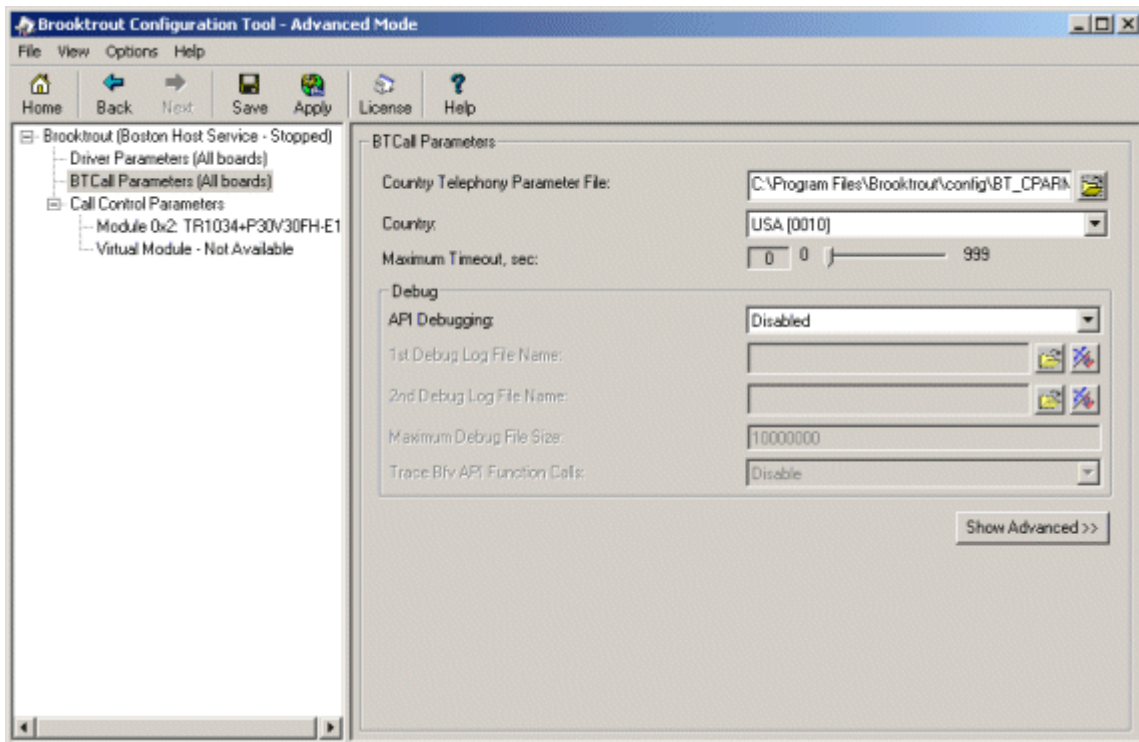 Brooktrout Configuration Tool - Advanced Mode
File View Options Help
Home Back Next Save Apply License Help
Brooktrout (Boston Host Service - Stopped)
Driver Parameters (All boards)
BTCall Parameters (All boards)
Call Control Parameters
Module 0x2: TR1034+P30V30FH-E1
Virtual Module - Not Available
BTCall Parameters
Country Telephony Parameter File: C:\Program Files\Brooktrout\config\BT_CPARM
Country: USA (0010)
Maximum Timeout, sec: 0 0 999
Debug
API Debugging: Disabled
1st Debug Log File Name:
2nd Debug Log File Name:
Maximum Debug File Size: 10000000
Trace Bfv API Function Calls: Disable
Show Advanced >>